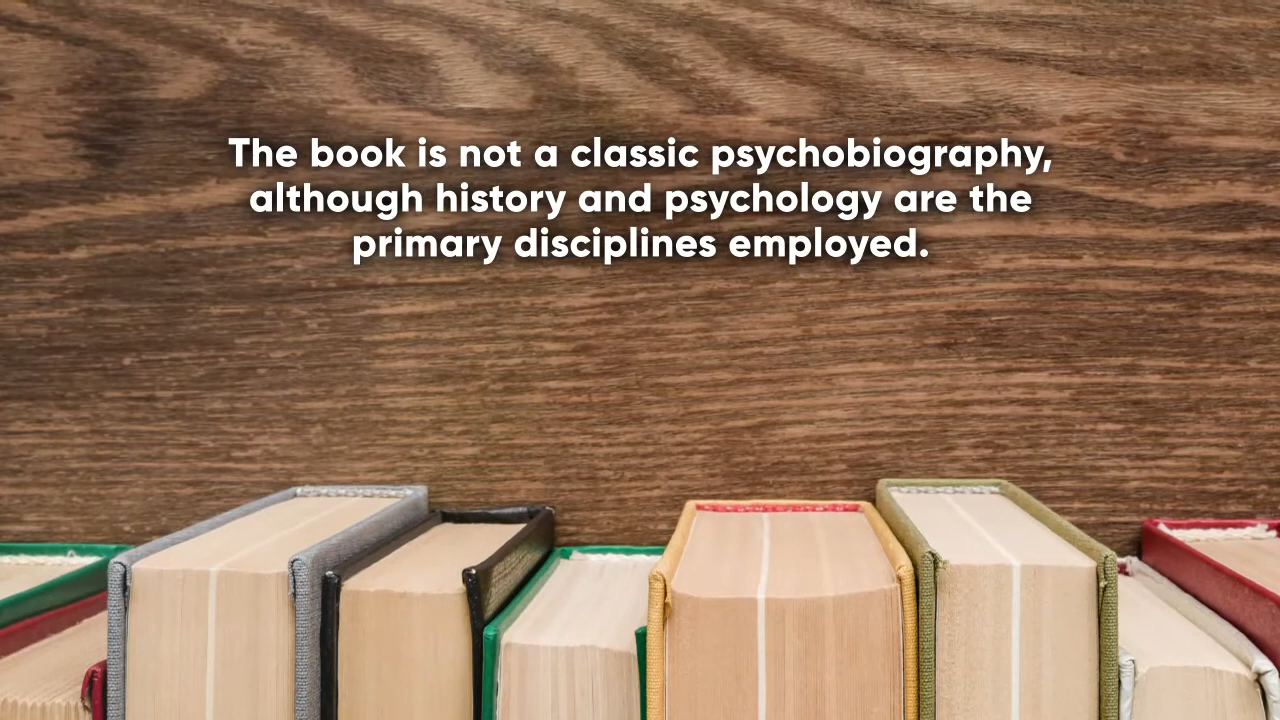 The book is not a classic psychobiography,
although history and psychology are the
primary disciplines employed.